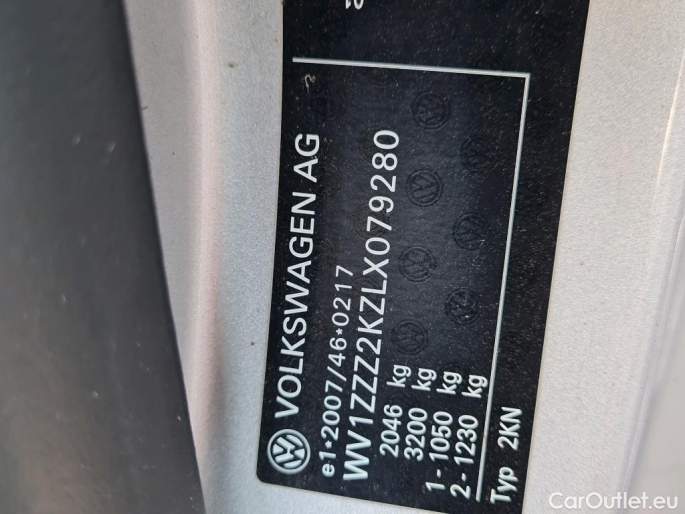 VOLKSWAGEN AG
e1*2007/46*0217
WV1ZZZ2KZLX079280
2046 kg
3200 kg
1 - 1050 kg
2 - 1230 kg
Typ 2KN
CarOutlet.eu